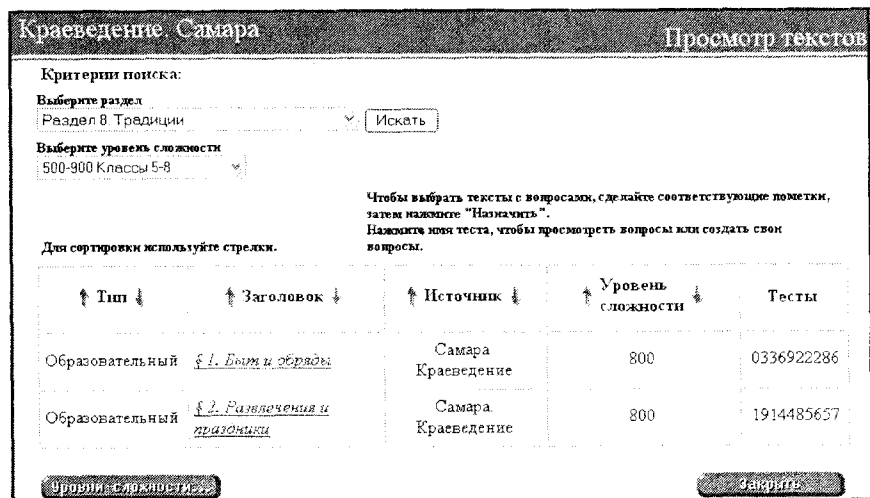 Краеведение. Самара
Просмотр текстов
Критерии поиска:
Выберите раздел
Раздел 8. Традиции
Искать
Выберите уровень сложности
500-900 Классы 5-8
Чтобы выбрать тексты с вопросами, сделайте соответствующие пометки,
затем нажмите "Назначить".
Нажмите имя теста, чтобы просмотреть вопросы или создать свои
вопросы.
Для сортировки используйте стрелки.
Тип
Заголовок
Источник
Уровень
сложности
Тесты
Образовательный
§ 1. Быт и обряды
Самара
Краеведение
800
0336922286
Образовательный
§ 2. Развлечения и
праздники
Самара.
Краеведение
800
1914485657
Уровни сложности...
Закрыть